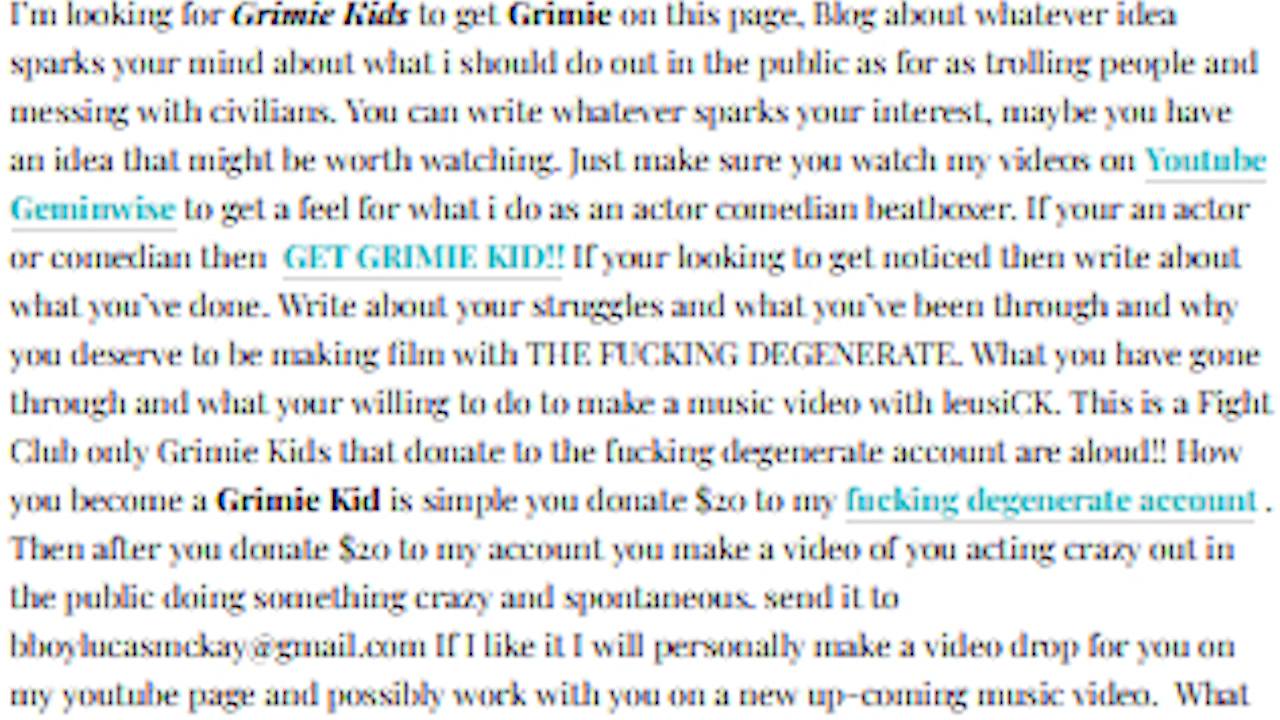 I'm looking for Grimie Kids to get Grimie on this page, Blog about whatever idea
sparks your mind about what i should do out in the public as for as trolling people and
messing with civilians. You can write whatever sparks your interest, maybe you have
an idea that might be worth watching. Just make sure you watch my videos on Youtube
Geminwise to get a feel for what i do as an actor comedian beatboxer. If your an actor
or comedian then GET GRIMIE KID!! If your looking to get noticed then write about
what you've done. Write about your struggles and what you've been through and why
you deserve to be making film with THE FUCKING DEGENERATE. What you have gone
through and what your willing to do to make a music video with leusiCK. This is a Fight
Club only Grimie Kids that donate to the fucking degenerate account are aloud!! How
you become a Grimie Kid is simple you donate $20 to my fucking degenerate account .
Then after you donate $20 to my account you make a video of you acting crazy out in
the public doing something crazy and spontaneous. send it to
bboylucasmckay@gmail.com If I like it I will personally make a video drop for you on
my youtube page and possibly work with you on a new up-coming music video. What